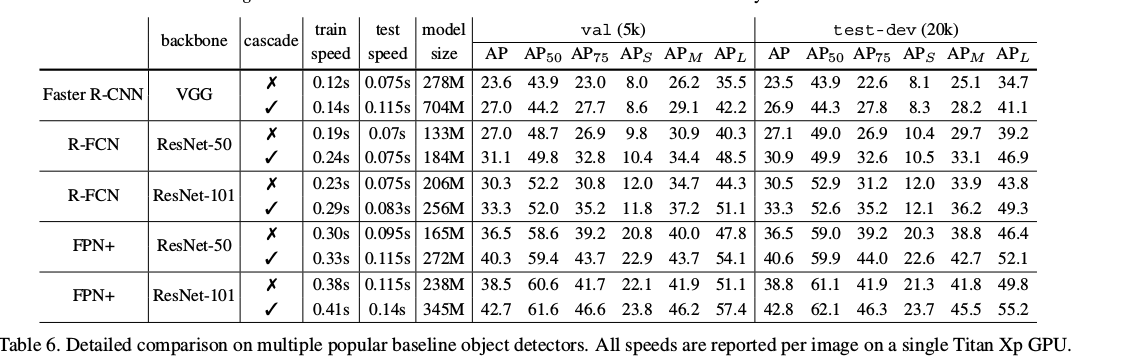 backbone cascade train speed test speed model size val (5k) test-dev (20k)
AP AP50 AP75 APS APM APL AP AP50 AP75 APS APM APL
Faster R-CNN VGG ✗ 0.12s 0.075s 278M 23.6 43.9 23.0 8.0 26.2 35.5 23.5 43.9 22.6 8.1 25.1 34.7
✓ 0.14s 0.115s 704M 27.0 44.2 27.7 8.6 29.1 42.2 26.9 44.3 27.8 8.3 28.2 41.1
R-FCN ResNet-50 ✗ 0.19s 0.07s 133M 27.0 48.7 26.9 9.8 30.9 40.3 27.1 49.0 26.9 10.4 29.7 39.2
✓ 0.24s 0.075s 184M 31.1 49.8 32.8 10.4 34.4 48.5 30.9 49.9 32.6 10.5 33.1 46.9
R-FCN ResNet-101 ✗ 0.23s 0.075s 206M 30.3 52.2 30.8 12.0 34.7 44.3 30.5 52.9 31.2 12.0 33.9 43.8
✓ 0.29s 0.083s 256M 33.3 52.0 35.2 11.8 37.2 51.1 33.3 52.6 35.2 12.1 36.2 49.3
FPN+ ResNet-50 ✗ 0.30s 0.095s 165M 36.5 58.6 39.2 20.8 40.0 47.8 36.5 59.0 39.2 20.3 38.8 46.4
✓ 0.33s 0.115s 272M 40.3 59.4 43.7 22.9 43.7 54.1 40.6 59.9 44.0 22.6 42.7 52.1
FPN+ ResNet-101 ✗ 0.38s 0.115s 238M 38.5 60.6 41.7 22.1 41.9 51.1 38.8 61.1 41.9 21.3 41.8 49.8
✓ 0.41s 0.14s 345M 42.7 61.6 46.6 23.8 46.2 57.4 42.8 62.1 46.3 23.7 45.5 55.2
Table 6. Detailed comparison on multiple popular baseline object detectors. All speeds are reported per image on a single Titan Xp GPU.